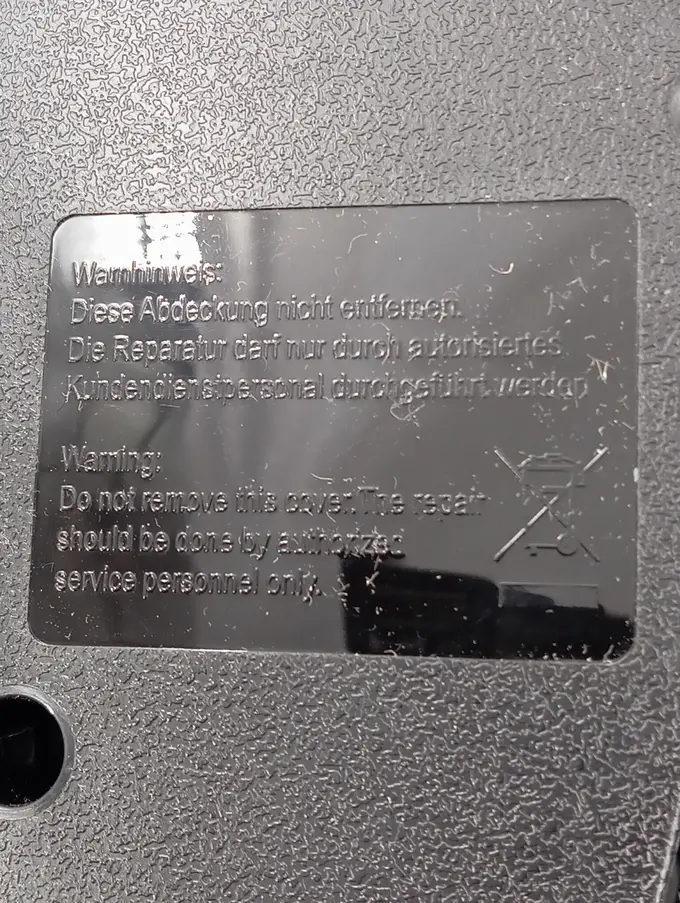 Warnhinweis:
Diese Abdeckung nicht entfernen.
Die Reparatur darf nur durch autorisiertes
Kundendienstpersonal durchgeführt werden
Warning:
Do not remove this cover.The repair
should be done by authorized
service personnel only.